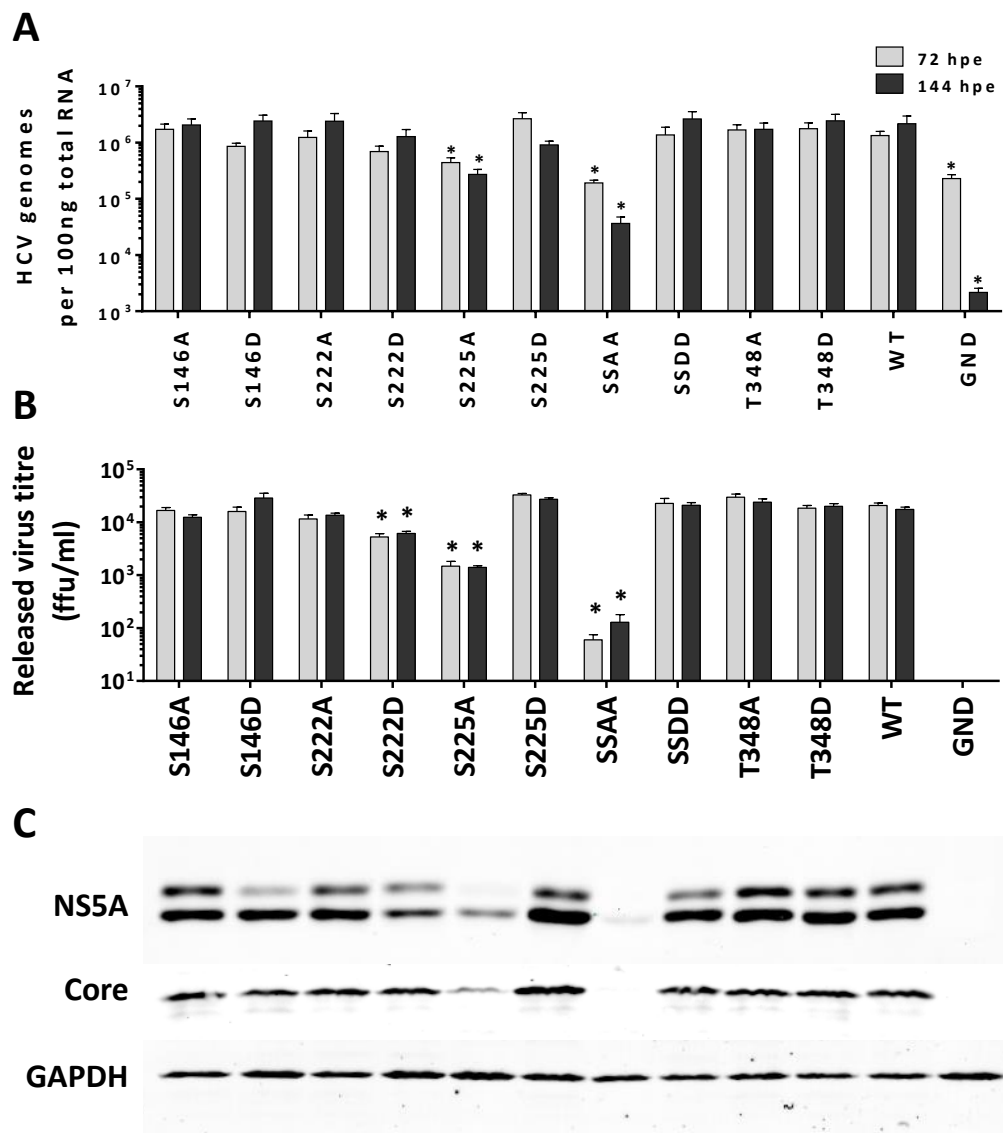 A
72 hpe
144 hpe
HCV genomes
per 100ng total RNA
10⁷
10⁶
10⁵
10⁴
10³
* * * * * *
S146A S146D S222A S222D S225A S225D SSAA SSDD T348A T348D WT GND
B
Released virus titre
(ffu/ml)
10⁵
10⁴
10³
10²
10¹
* * * * * *
S146A S146D S222A S222D S225A S225D SSAA SSDD T348A T348D WT GND
C
NS5A
Core
GAPDH